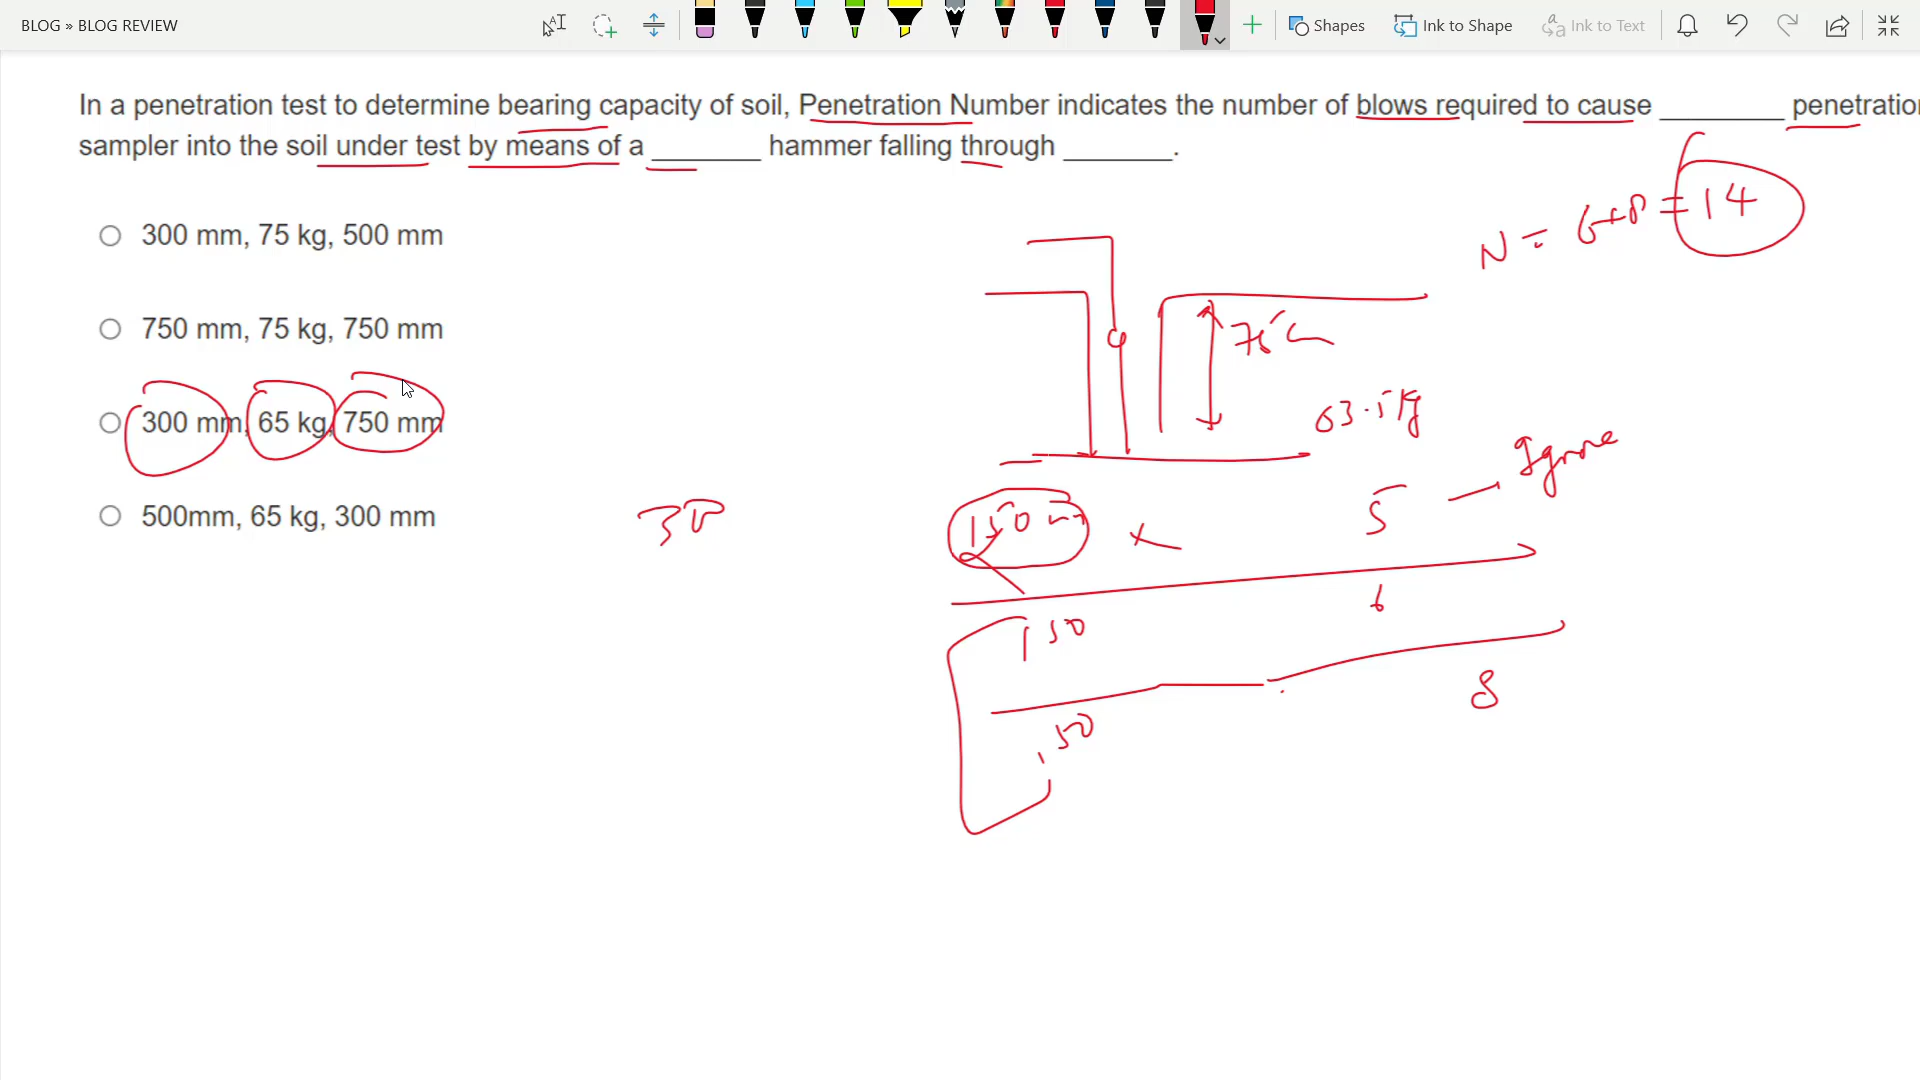 BLOG » BLOG REVIEW
Shapes
Ink to Shape
Ink to Text
In a penetration test to determine bearing capacity of soil, Penetration Number indicates the number of blows required to cause ________ penetratio
sampler into the soil under test by means of a _______ hammer falling through _______.
300 mm, 75 kg, 500 mm
750 mm, 75 kg, 750 mm
300 mm, 65 kg, 750 mm
500mm, 65 kg, 300 mm
N = 6+8 = 14
75 cm
63.5 kg
150 mm
5 — Ignore
150
6
150
8